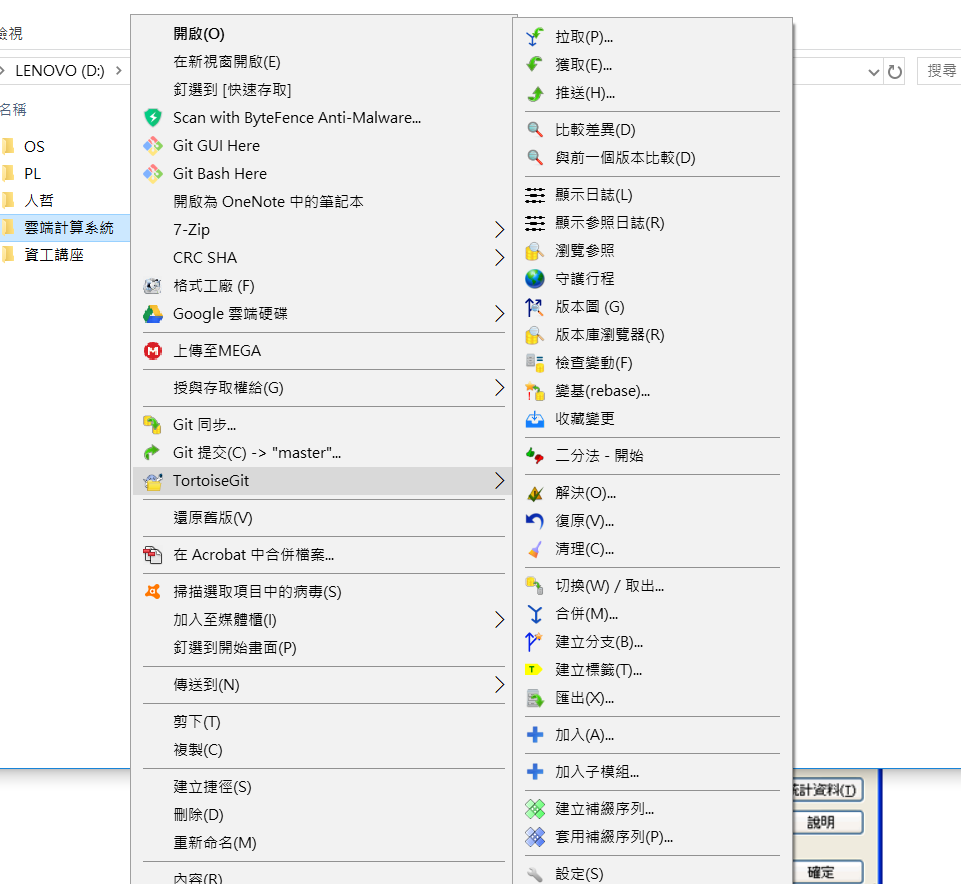 檢視
LENOVO (D:)
搜尋
名稱
OS
PL
人哲
雲端計算系統
資工講座
開啟(O)
在新視窗開啟(E)
釘選到 [快速存取]
Scan with ByteFence Anti-Malware...
Git GUI Here
Git Bash Here
開啟為 OneNote 中的筆記本
7-Zip
CRC SHA
格式工廠 (F)
Google 雲端硬碟
上傳至MEGA
授與存取權給(G)
Git 同步...
Git 提交(C) -> "master"...
TortoiseGit
還原舊版(V)
在 Acrobat 中合併檔案...
掃描選取項目中的病毒(S)
加入至媒體櫃(I)
釘選到開始畫面(P)
傳送到(N)
剪下(T)
複製(C)
建立捷徑(S)
刪除(D)
重新命名(M)
內容(R)
拉取(P)...
獲取(E)...
推送(H)...
比較差異(D)
與前一個版本比較(D)
顯示日誌(L)
顯示參照日誌(R)
瀏覽參照
守護行程
版本圖 (G)
版本庫瀏覽器(R)
檢查變動(F)
變基(rebase)...
收藏變更
二分法 - 開始
解決(O)...
復原(V)...
清理(C)...
切換(W) / 取出...
合併(M)...
建立分支(B)...
建立標籤(T)...
匯出(X)...
加入(A)...
加入子模組...
建立補綴序列...
套用補綴序列(P)...
設定(S)
統計資料(I)
說明
確定